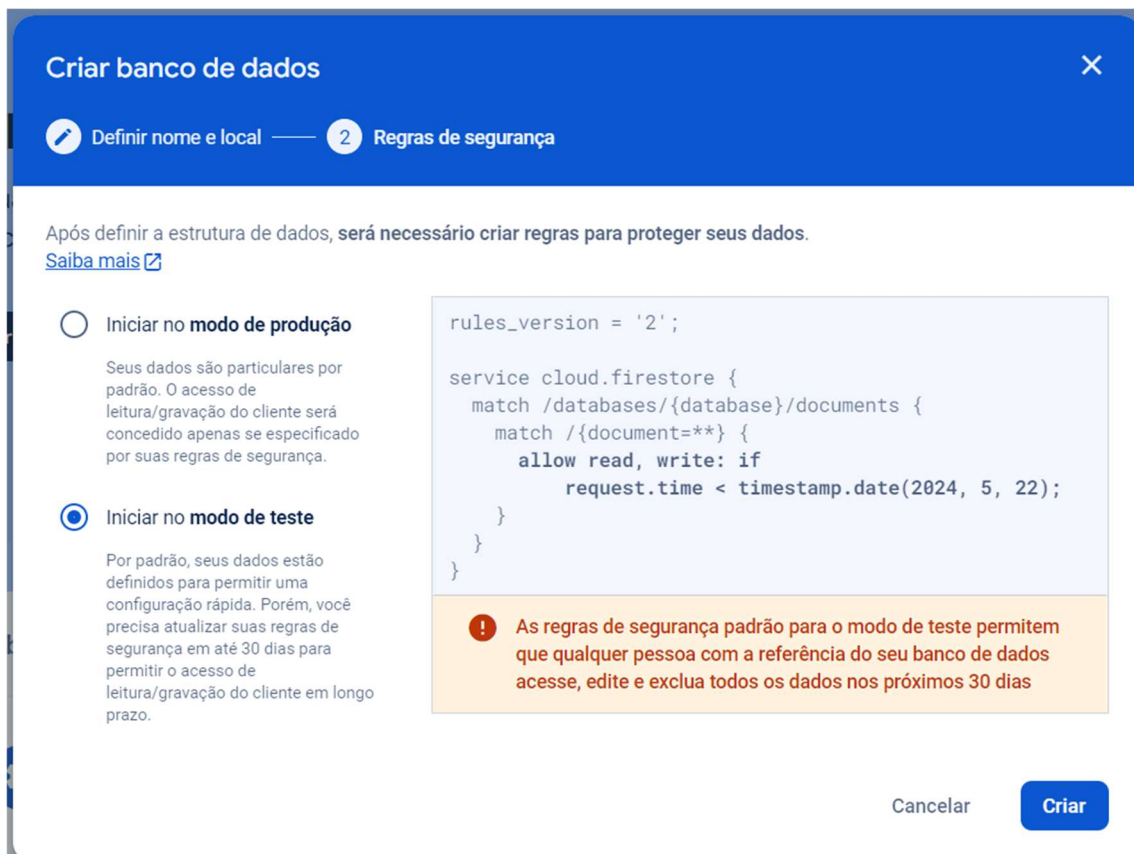 Criar banco de dados
Definir nome e local
2 Regras de segurança
Após definir a estrutura de dados, será necessário criar regras para proteger seus dados.
Saiba mais
Iniciar no modo de produção
Seus dados são particulares por
padrão. O acesso de
leitura/gravação do cliente será
concedido apenas se especificado
por suas regras de segurança.
Iniciar no modo de teste
Por padrão, seus dados estão
definidos para permitir uma
configuração rápida. Porém, você
precisa atualizar suas regras de
segurança em até 30 dias para
permitir o acesso de
leitura/gravação do cliente em longo
prazo.
rules_version = '2';
service cloud.firestore {
match /databases/{database}/documents {
match /{document=**} {
allow read, write: if
request.time < timestamp.date(2024, 5, 22);
}
}
}
As regras de segurança padrão para o modo de teste permitem
que qualquer pessoa com a referência do seu banco de dados
acesse, edite e exclua todos os dados nos próximos 30 dias
Cancelar
Criar